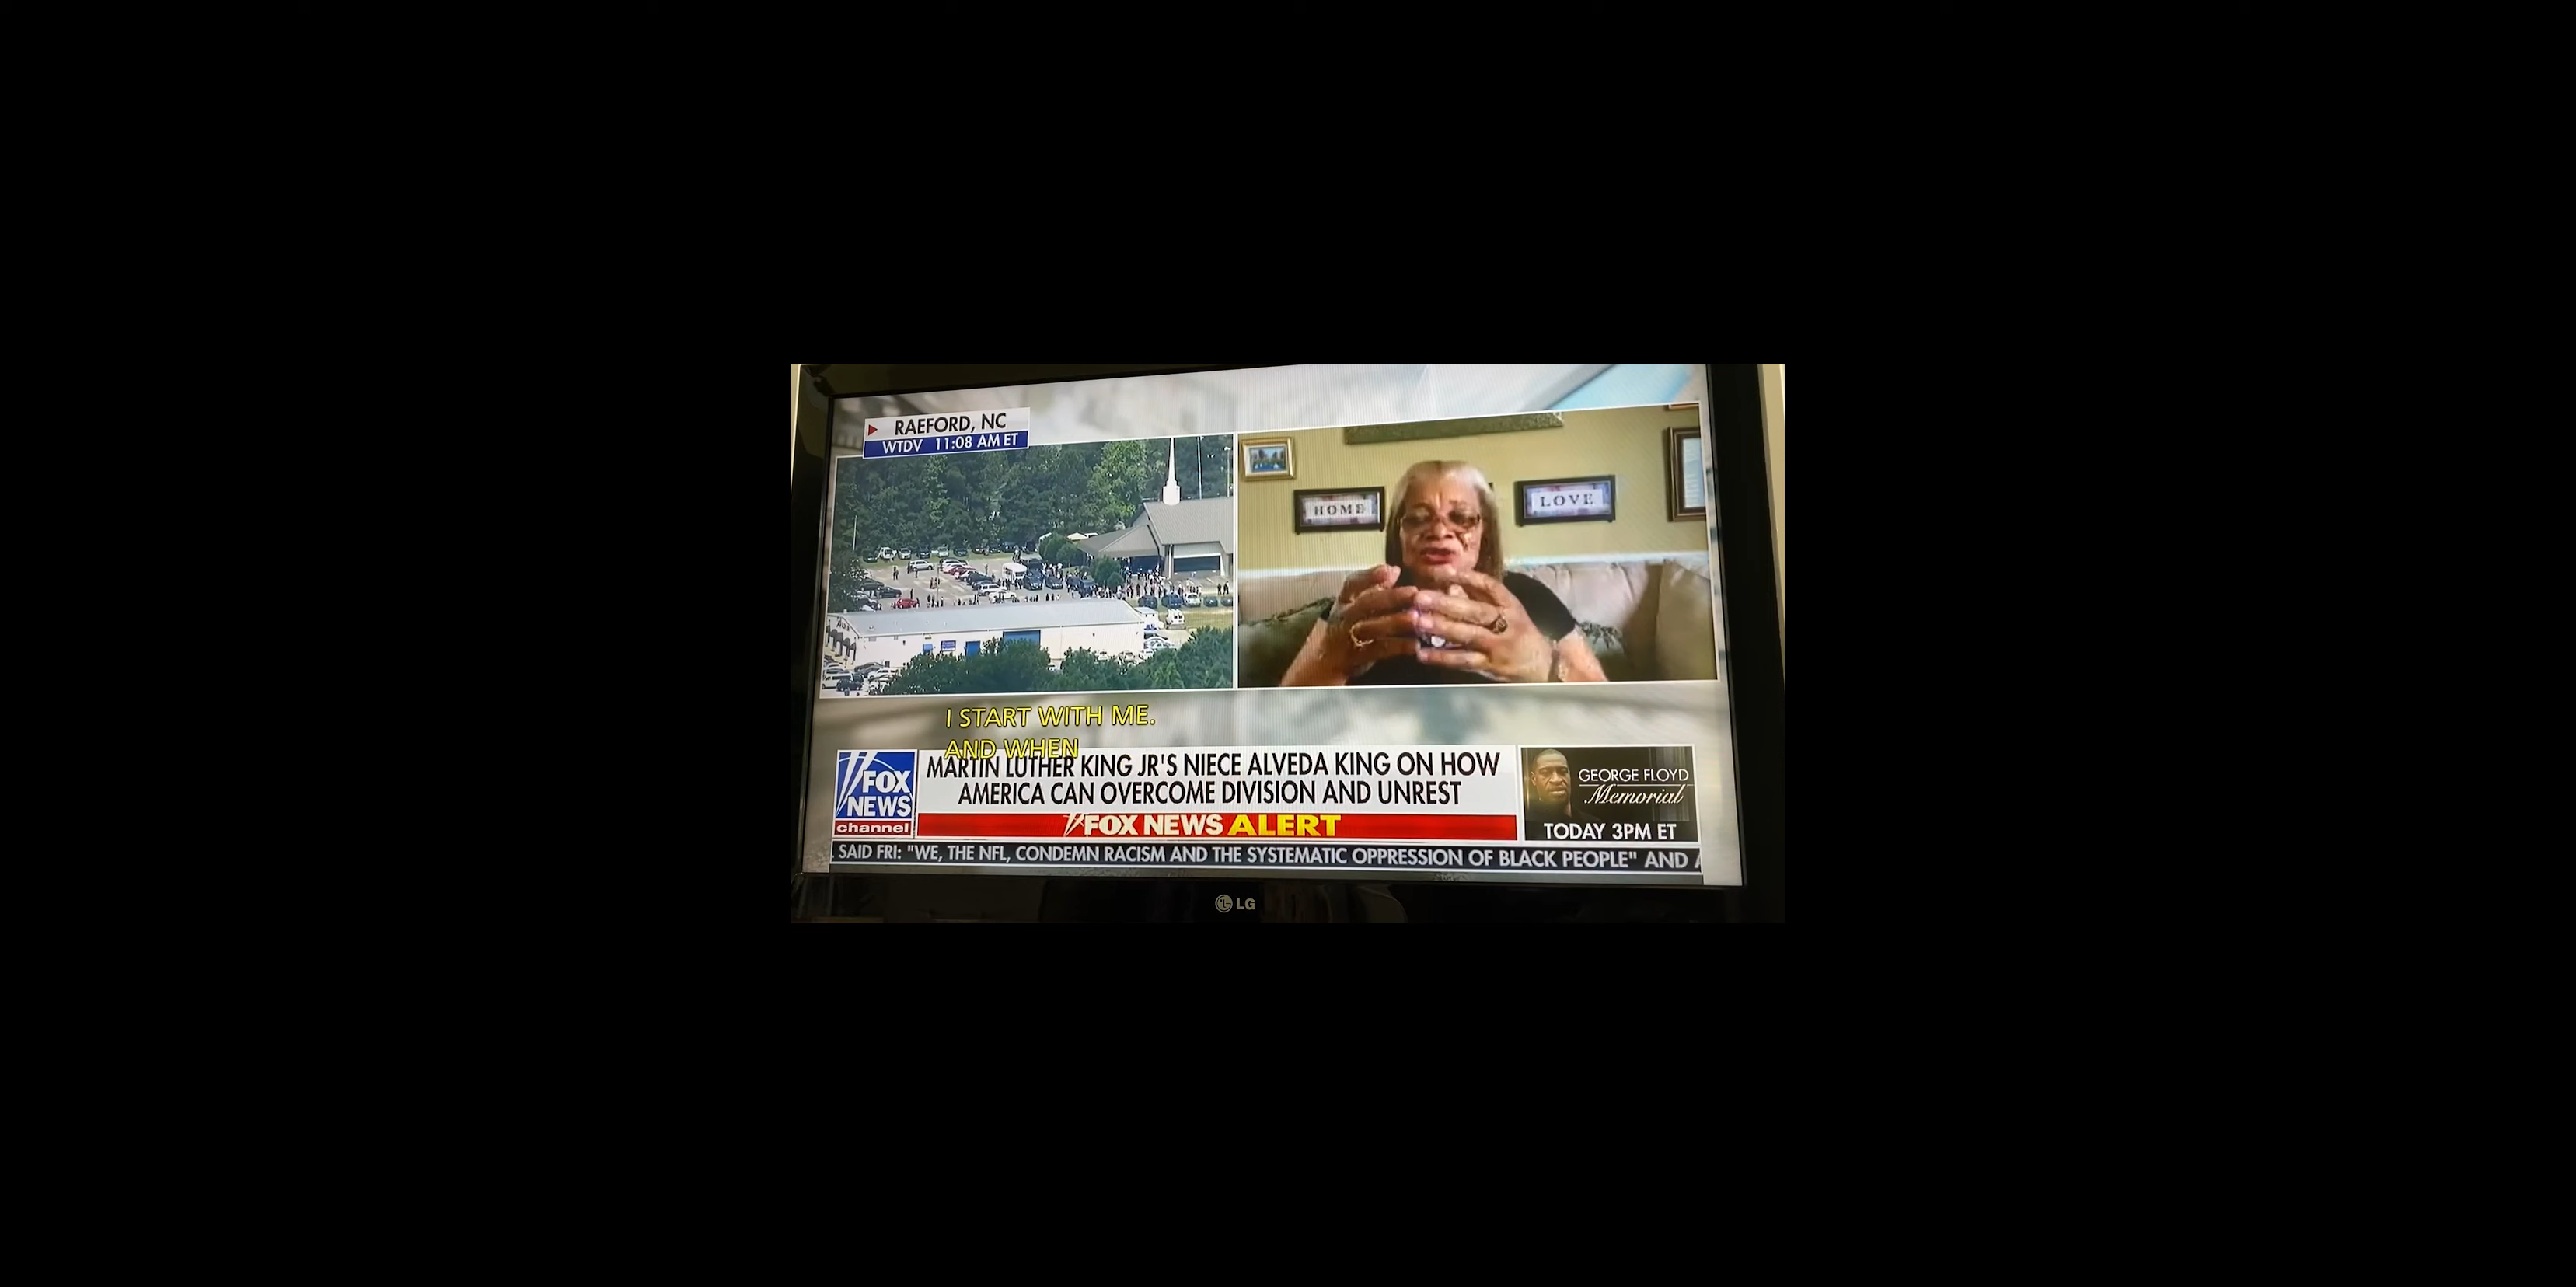 RAEFORD, NC
WTDV 11:08 AM ET
HOME
LOVE
I START WITH ME.
AND WHEN
MARTIN LUTHER KING JR'S NIECE ALVEDA KING ON HOW
AMERICA CAN OVERCOME DIVISION AND UNREST
FOX
NEWS
channel
FOX NEWS ALERT
GEORGE FLOYD
Memorial
TODAY 3PM ET
. SAID FRI: "WE, THE NFL, CONDEMN RACISM AND THE SYSTEMATIC OPPRESSION OF BLACK PEOPLE" AND
LG